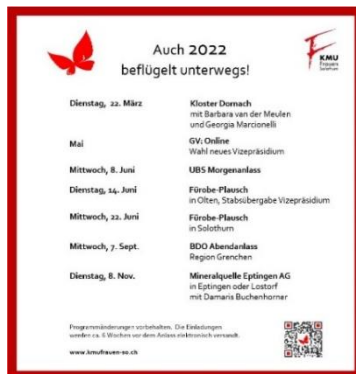 Auch 2022
beflügelt unterwegs!
KMU
Frauen
Solothurn
Dienstag, 22. März
Kloster Dornach
mit Barbara van der Meulen
und Georgia Marcionelli
Mai
GV: Online
Wahl neues Vizepräsidium
Mittwoch, 8. Juni
UBS Morgenanlass
Dienstag, 14. Juni
Fürobe-Plausch
in Olten, Stabsübergabe Vizepräsidium
Mittwoch, 22. Juni
Fürobe-Plausch
in Solothurn
Mittwoch, 7. Sept.
BDO Abendanlass
Region Grenchen
Dienstag, 8. Nov.
Mineralquelle Eptingen AG
in Eptingen oder Lostorf
mit Damaris Buchenhorner
Programmänderungen vorbehalten. Die Einladungen
werden ca. 6 Wochen vor dem Anlass elektronisch versandt.
www.kmufrauen-so.ch